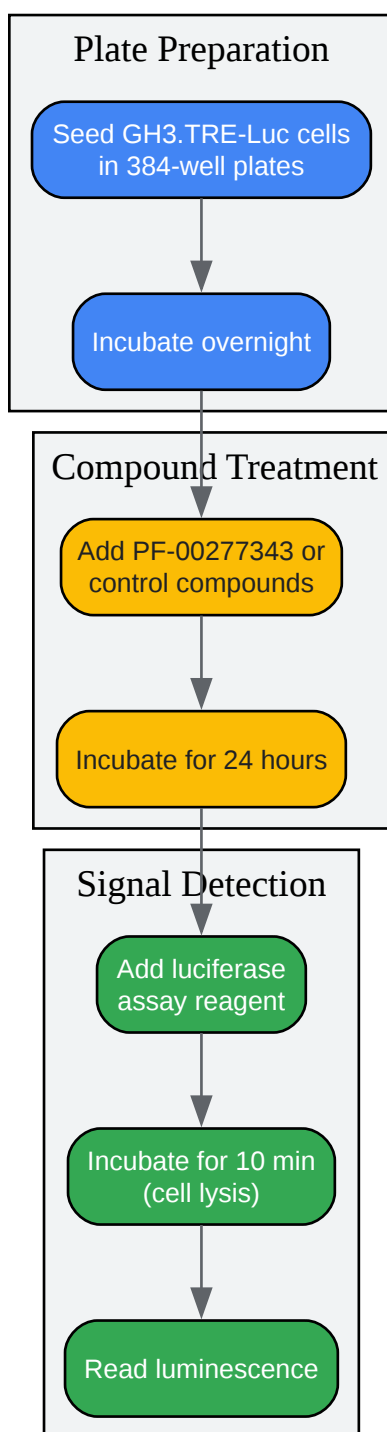 Plate Preparation
Seed GH3.TRE-Luc cells
in 384-well plates
Incubate overnight
Compound Treatment
Add PF-00277343 or
control compounds
Incubate for 24 hours
Signal Detection
Add luciferase
assay reagent
Incubate for 10 min
(cell lysis)
Read luminescence